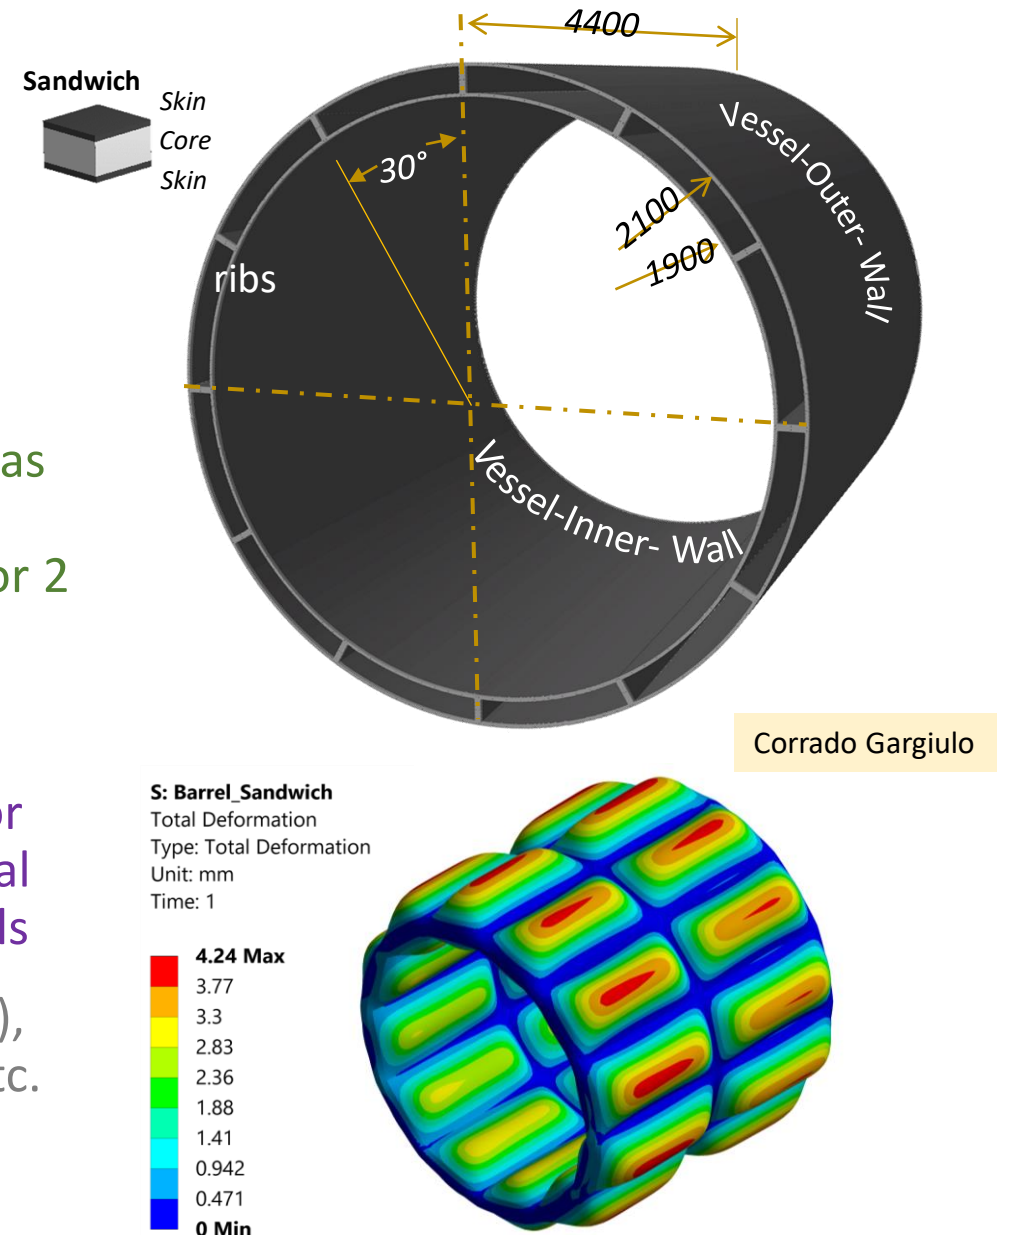 4400
Sandwich
Skin
Core
Skin
30°
2100
1900
Vessel-Outer- Wall
ribs
Vessel-Inner- Wall
as
or 2
Corrado Gargiulo
or
al
ls
),
tc.
S: Barrel_Sandwich
Total Deformation
Type: Total Deformation
Unit: mm
Time: 1
4.24 Max
3.77
3.3
2.83
2.36
1.88
1.41
0.942
0.471
0 Min